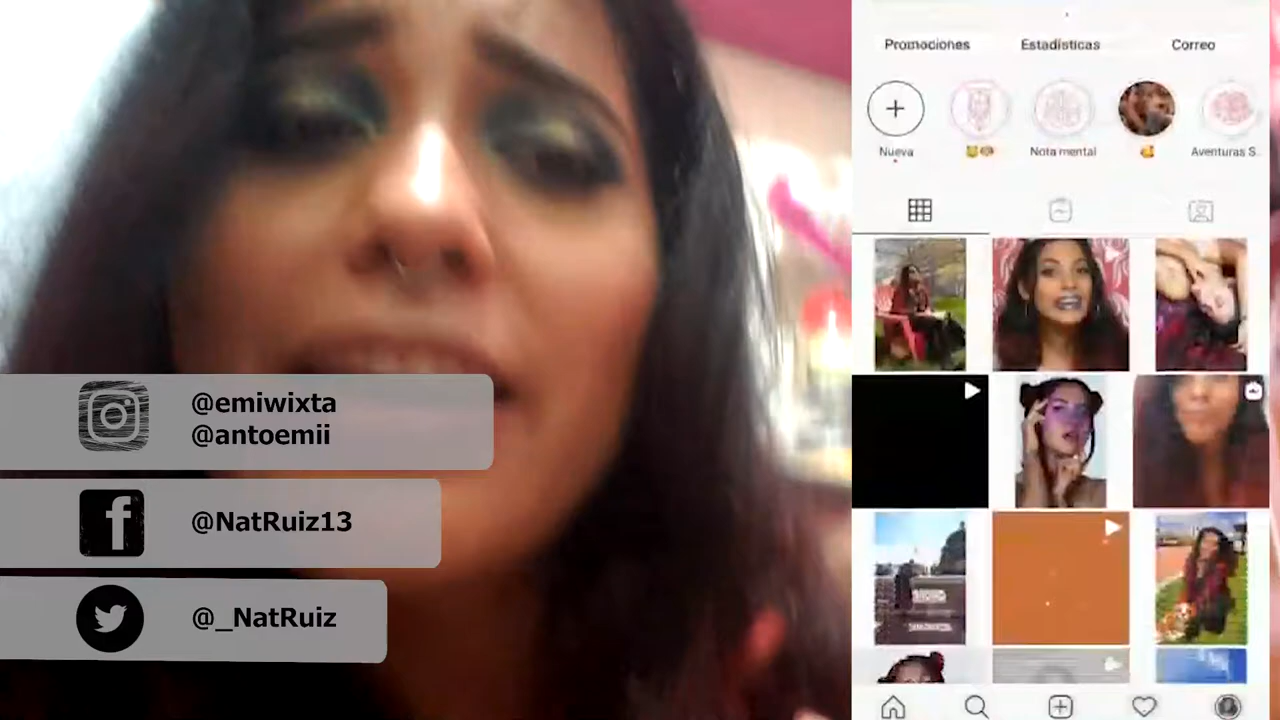 @emiwixta
@antoemii
@NatRuiz13
@_NatRuiz
Promociones Estadísticas Correo
Nueva Nota mental Aventuras S...